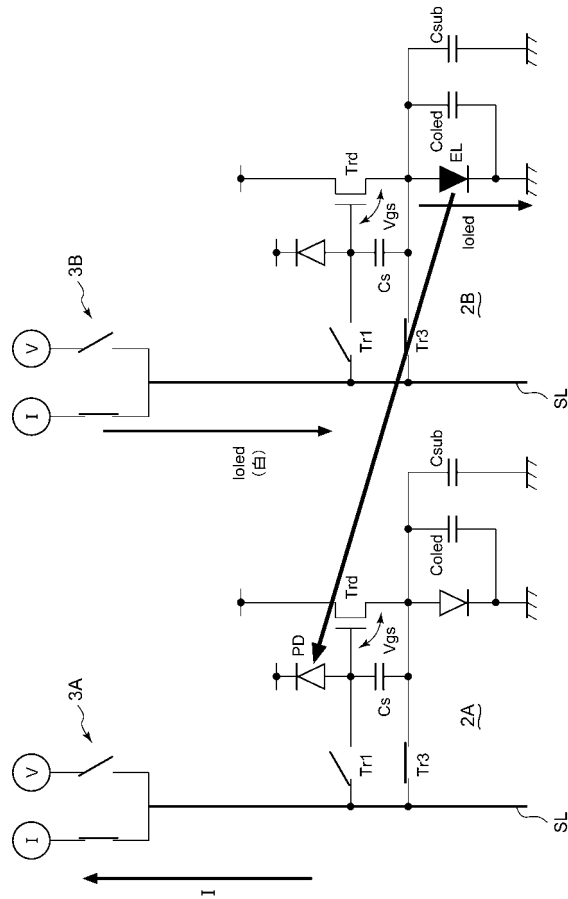 I
V
3B
SL
Ioled
(白)
Tr1
Tr3
2B
Cs
Vgs
Trd
Ioled
EL
Coled
Csub
I
I
V
3A
SL
Tr1
Tr3
2A
Cs
Vgs
PD
Trd
Coled
Csub